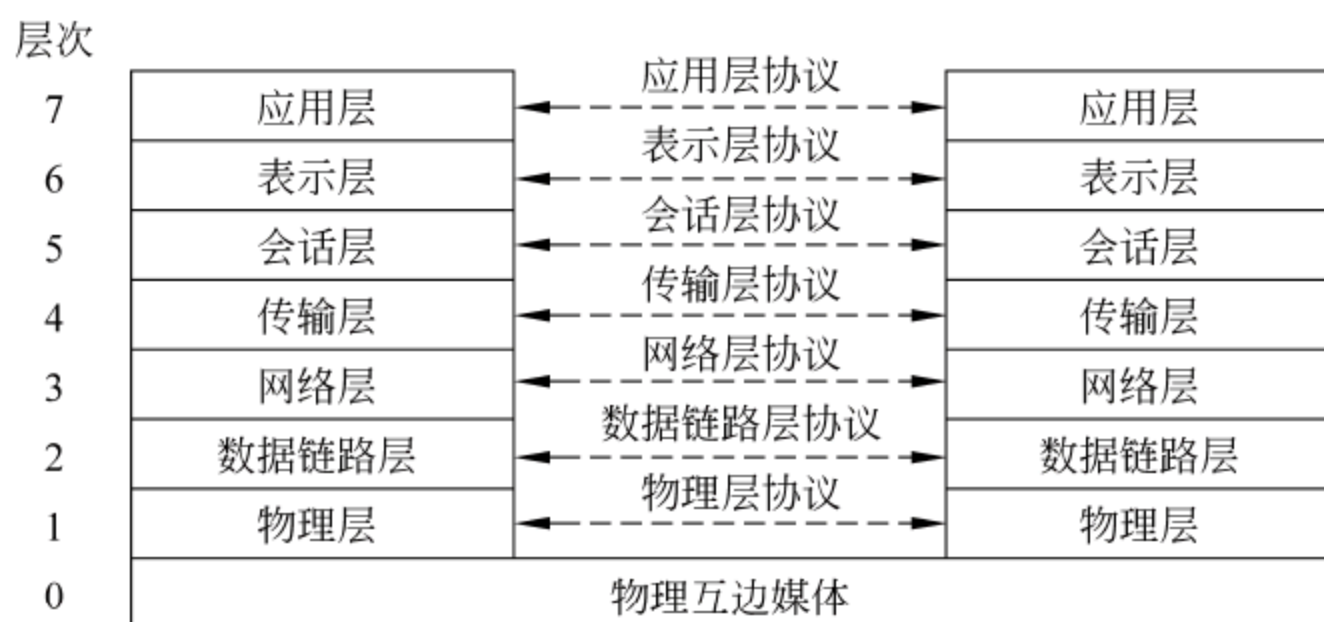 层次
应用层协议
7 应用层 应用层
表示层协议
6 表示层 表示层
会话层协议
5 会话层 会话层
传输层协议
4 传输层 传输层
网络层协议
3 网络层 网络层
数据链路层协议
2 数据链路层 数据链路层
物理层协议
1 物理层 物理层
0 物理互边媒体